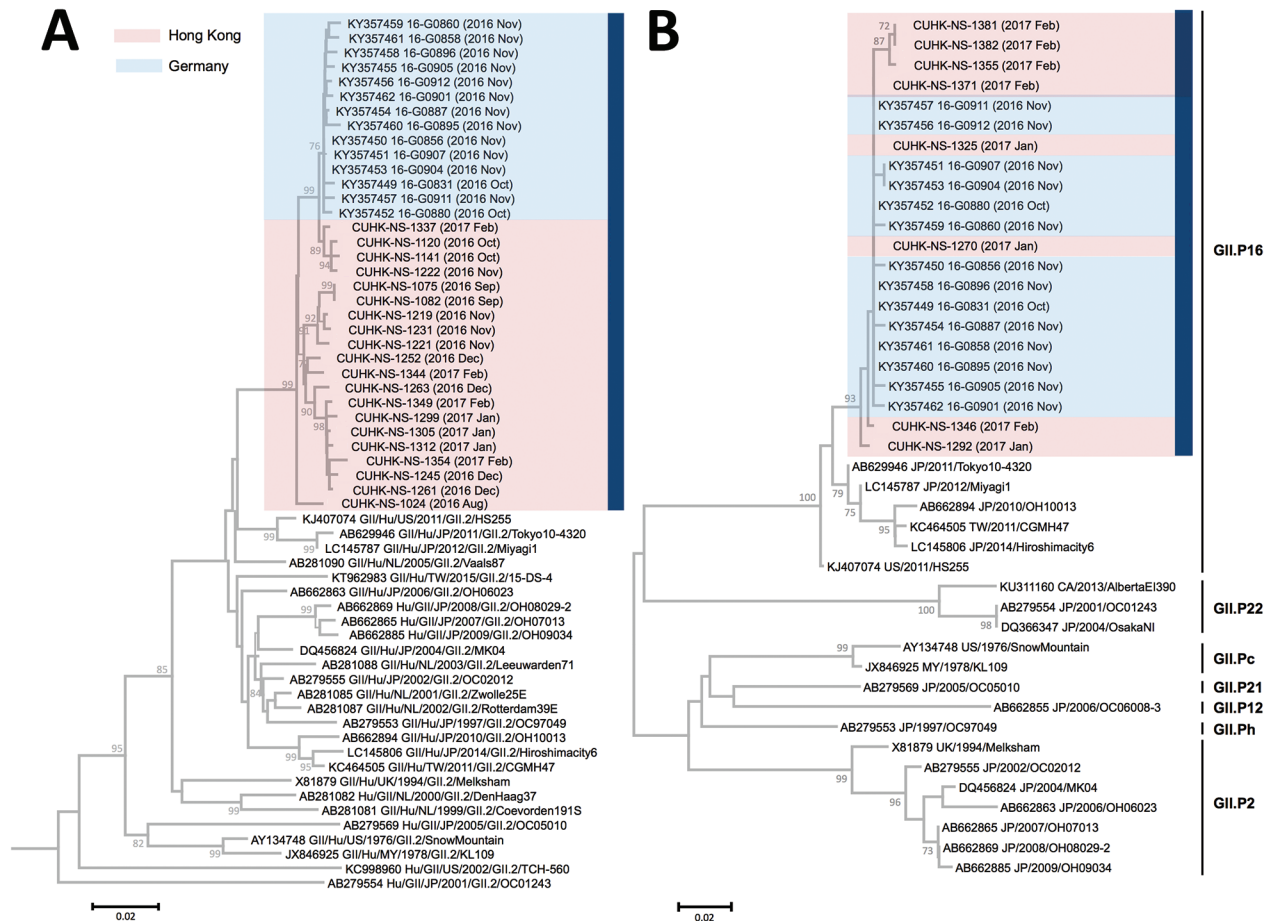 A
Hong Kong
Germany
KY357459 16-G0860 (2016 Nov)
KY357461 16-G0858 (2016 Nov)
KY357458 16-G0896 (2016 Nov)
KY357455 16-G0905 (2016 Nov)
KY357456 16-G0912 (2016 Nov)
KY357462 16-G0901 (2016 Nov)
KY357454 16-G0887 (2016 Nov)
KY357460 16-G0895 (2016 Nov)
KY357450 16-G0856 (2016 Nov)
76
KY357451 16-G0907 (2016 Nov)
KY357453 16-G0904 (2016 Nov)
KY357449 16-G0831 (2016 Oct)
99
KY357457 16-G0911 (2016 Nov)
KY357452 16-G0880 (2016 Oct)
CUHK-NS-1337 (2017 Feb)
CUHK-NS-1120 (2016 Oct)
89
CUHK-NS-1141 (2016 Oct)
94
CUHK-NS-1222 (2016 Nov)
99
CUHK-NS-1075 (2016 Sep)
CUHK-NS-1082 (2016 Sep)
92
CUHK-NS-1219 (2016 Nov)
CUHK-NS-1231 (2016 Nov)
CUHK-NS-1221 (2016 Nov)
CUHK-NS-1252 (2016 Dec)
CUHK-NS-1344 (2017 Feb)
99
CUHK-NS-1263 (2016 Dec)
CUHK-NS-1349 (2017 Feb)
90
CUHK-NS-1299 (2017 Jan)
98
CUHK-NS-1305 (2017 Jan)
CUHK-NS-1312 (2017 Jan)
CUHK-NS-1354 (2017 Feb)
CUHK-NS-1245 (2016 Dec)
CUHK-NS-1261 (2016 Dec)
CUHK-NS-1024 (2016 Aug)
KJ407074 GII/Hu/US/2011/GII.2/HS255
99
AB629946 GII/Hu/JP/2011/GII.2/Tokyo10-4320
99
LC145787 GII/Hu/JP/2012/GII.2/Miyagi1
AB281090 GII/Hu/NL/2005/GII.2/Vaals87
KT962983 GII/Hu/TW/2015/GII.2/15-DS-4
AB662863 GII/Hu/JP/2006/GII.2/OH06023
99
AB662869 Hu/GII/JP/2008/GII.2/OH08029-2
AB662865 Hu/GII/JP/2007/GII.2/OH07013
AB662885 Hu/GII/JP/2009/GII.2/OH09034
DQ456824 GII/Hu/JP/2004/GII.2/MK04
AB281088 GII/Hu/NL/2003/GII.2/Leeuwarden71
85
AB279555 GII/Hu/JP/2002/GII.2/OC02012
84
AB281085 GII/Hu/NL/2001/GII.2/Zwolle25E
AB281087 GII/Hu/NL/2002/GII.2/Rotterdam39E
AB279553 GII/Hu/JP/1997/GII.2/OC97049
AB662894 GII/Hu/JP/2010/GII.2/OH10013
95
LC145806 GII/Hu/JP/2014/GII.2/Hiroshimacity6
99
95
KC464505 GII/Hu/TW/2011/GII.2/CGMH47
X81879 GII/Hu/UK/1994/GII.2/Melksham
AB281082 Hu/GII/NL/2000/GII.2/DenHaag37
99
AB281081 GII/Hu/NL/1999/GII.2/Coevorden191S
AB279569 Hu/GII/JP/2005/GII.2/OC05010
82
AY134748 GII/Hu/US/1976/GII.2/SnowMountain
99
JX846925 GII/Hu/MY/1978/GII.2/KL109
KC998960 Hu/GII/US/2002/GII.2/TCH-560
AB279554 Hu/GII/JP/2001/GII.2/OC01243
0.02
B
72
CUHK-NS-1381 (2017 Feb)
87
CUHK-NS-1382 (2017 Feb)
CUHK-NS-1355 (2017 Feb)
CUHK-NS-1371 (2017 Feb)
KY357457 16-G0911 (2016 Nov)
KY357456 16-G0912 (2016 Nov)
CUHK-NS-1325 (2017 Jan)
KY357451 16-G0907 (2016 Nov)
KY357453 16-G0904 (2016 Nov)
KY357452 16-G0880 (2016 Oct)
KY357459 16-G0860 (2016 Nov)
CUHK-NS-1270 (2017 Jan)
GII.P16
KY357450 16-G0856 (2016 Nov)
KY357458 16-G0896 (2016 Nov)
KY357449 16-G0831 (2016 Oct)
KY357454 16-G0887 (2016 Nov)
KY357461 16-G0858 (2016 Nov)
KY357460 16-G0895 (2016 Nov)
KY357455 16-G0905 (2016 Nov)
93
KY357462 16-G0901 (2016 Nov)
CUHK-NS-1346 (2017 Feb)
CUHK-NS-1292 (2017 Jan)
AB629946 JP/2011/Tokyo10-4320
79
LC145787 JP/2012/Miyagi1
100
75
AB662894 JP/2010/OH10013
95
KC464505 TW/2011/CGMH47
LC145806 JP/2014/Hiroshimacity6
KJ407074 US/2011/HS255
KU311160 CA/2013/AlbertaEI390
100
AB279554 JP/2001/OC01243
GII.P22
98
DQ366347 JP/2004/OsakaNI
99
AY134748 US/1976/SnowMountain
GII.Pc
JX846925 MY/1978/KL109
AB279569 JP/2005/OC05010
GII.P21
AB662855 JP/2006/OC06008-3
GII.P12
AB279553 JP/1997/OC97049
GII.Ph
X81879 UK/1994/Melksham
99
AB279555 JP/2002/OC02012
96
DQ456824 JP/2004/MK04
GII.P2
AB662863 JP/2006/OH06023
AB662865 JP/2007/OH07013
73
AB662869 JP/2008/OH08029-2
AB662885 JP/2009/OH09034
0.02